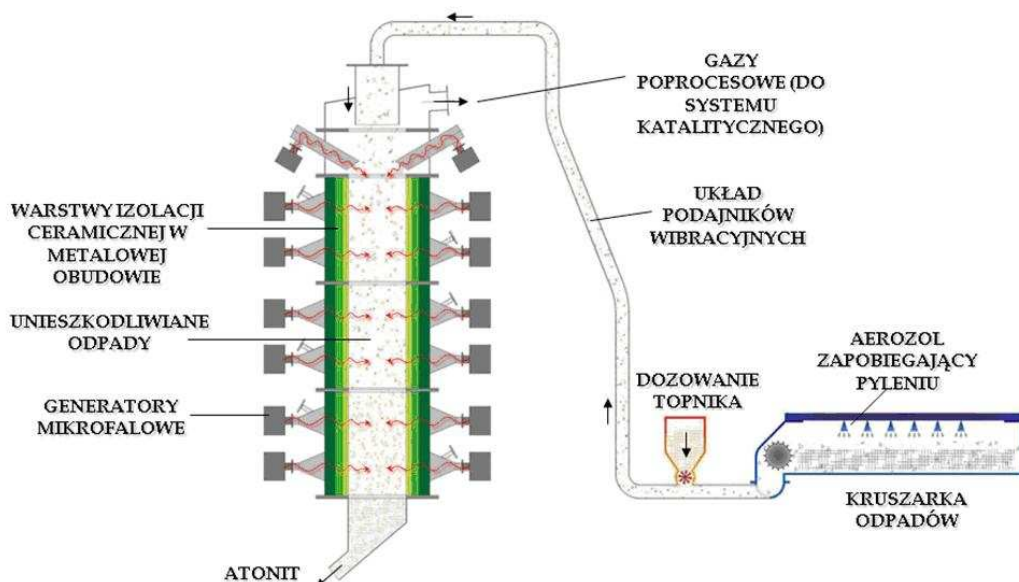 GAZY
POPROCESOWE (DO
SYSTEMU
KATALITYCZNEGO)
WARSTWY IZOLACJI
CERAMICZNEJ W
METALOWEJ
OBUDOWIE
UKŁAD
PODAJNIKÓW
WIBRACYJNYCH
UNIESZKODLIWIANE
ODPADY
AEROZOL
ZAPOBIEGAJĄCY
PYLENIU
DOZOWANIE
TOPNIKA
GENERATORY
MIKROFALOWE
KRUSZARKA
ODPADÓW
ATONIT